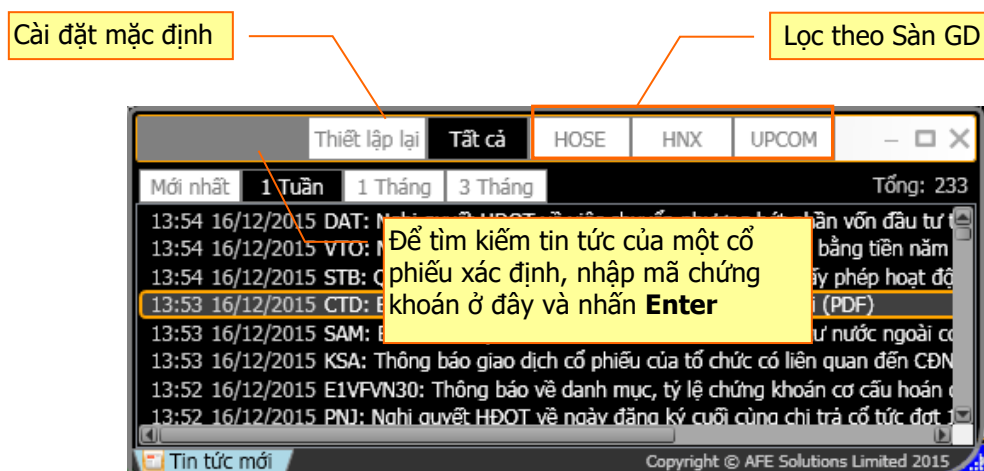 Cài đặt mặc định
Lọc theo Sàn GD
Thiết lập lại Tất cả HOSE HNX UPCOM
Mới nhất 1 Tuần 1 Tháng 3 Tháng Tổng: 233
13:54 16/12/2015 DAT: vốn đầu tư
13:54 16/12/2015 VTO: bằng tiền năm
13:54 16/12/2015 STB: phép hoạt
13:53 16/12/2015 CTD: (PDF)
13:53 16/12/2015 SAM: nước ngoài
Để tìm kiếm tin tức của một cổ
phiếu xác định, nhập mã chứng
khoán ở đây và nhấn Enter
13:53 16/12/2015 KSA: Thông báo giao dịch cổ phiếu của tổ chức có liên quan đến CĐN
13:52 16/12/2015 E1VFVN30: Thông báo về danh mục, tỷ lệ chứng khoán cơ cấu hoán
13:52 16/12/2015 PNJ: Nghị quyết HĐQT về ngày đăng ký cuối cùng chi trả cổ tức đợt
Tin tức mới Copyright © AFE Solutions Limited 2015